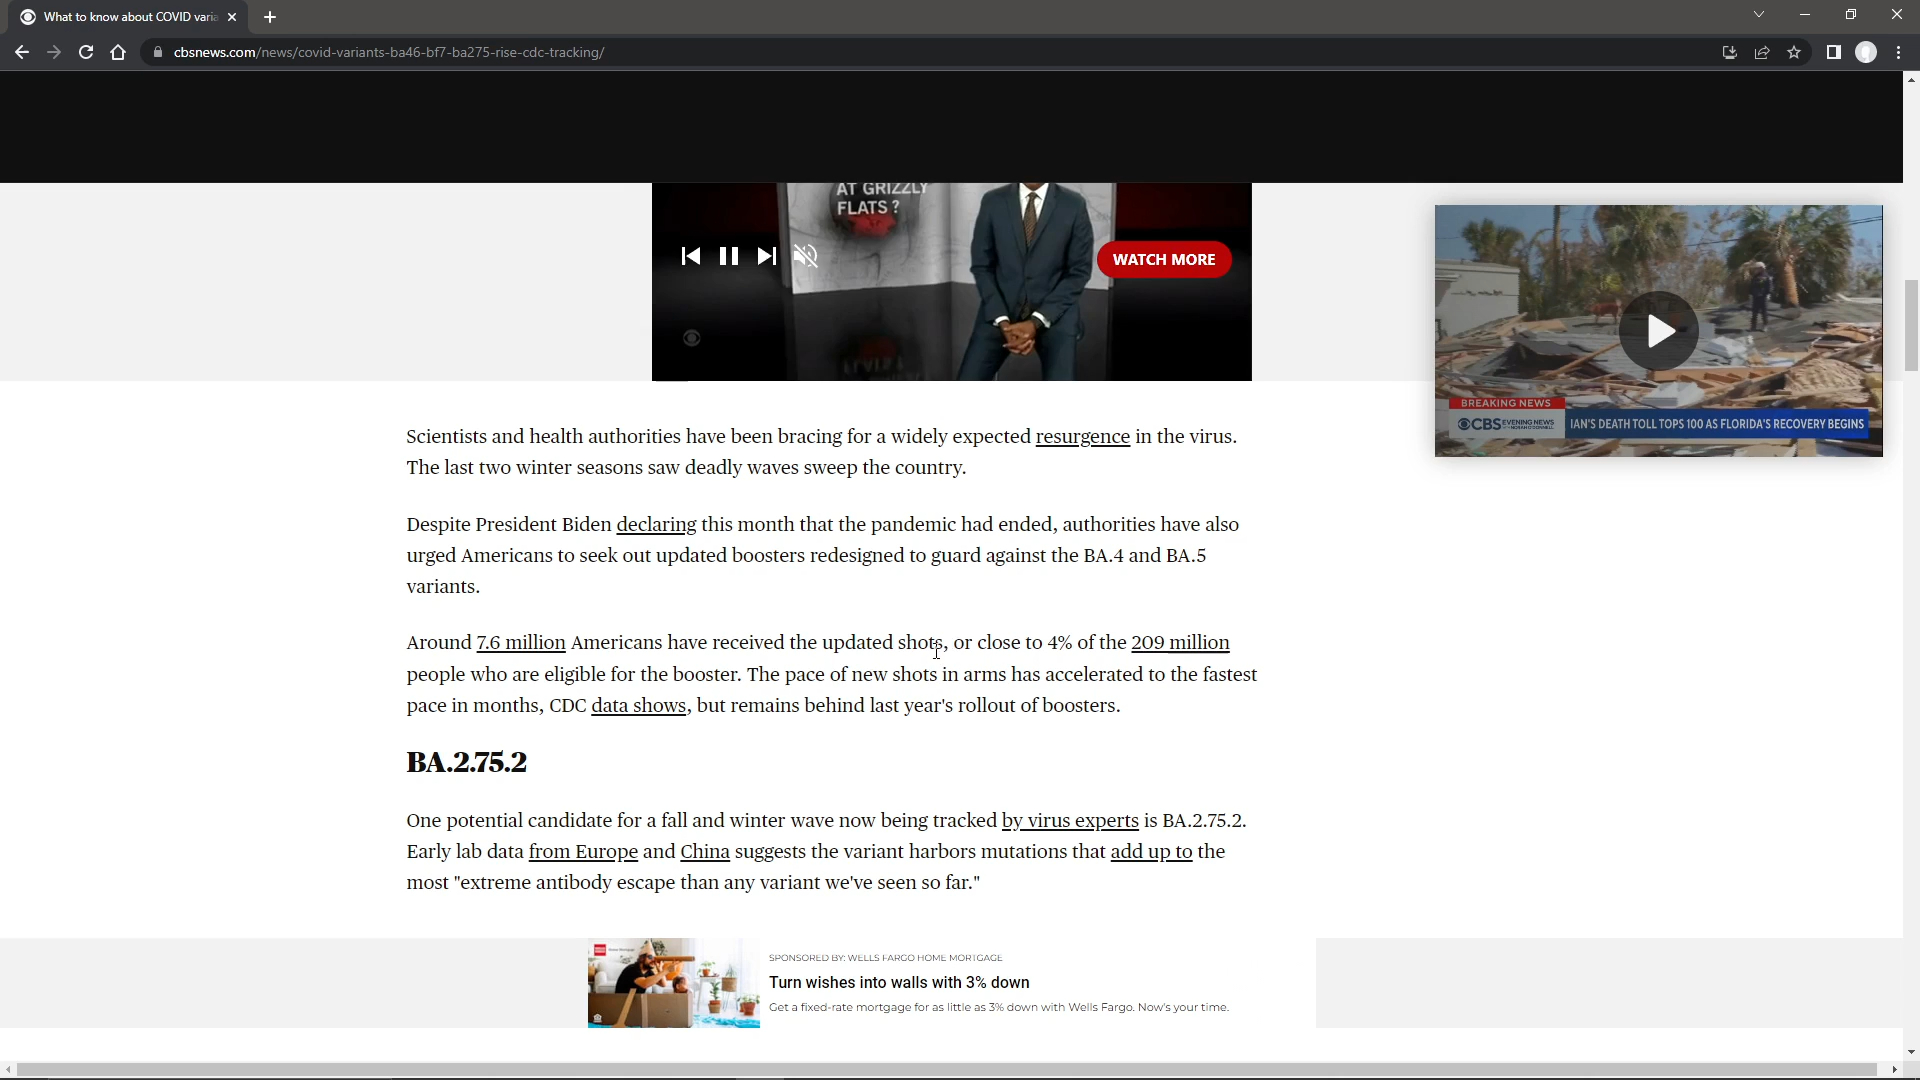 What to know about COVID varia
cbsnews.com/news/covid-variants-ba46-bf7-ba275-rise-cdc-tracking/
AT GRIZZLY
FLATS ?
WATCH MORE
BREAKING NEWS
CBS EVENING NEWS IAN'S DEATH TOLL TOPS 100 AS FLORIDA'S RECOVERY BEGINS
Scientists and health authorities have been bracing for a widely expected resurgence in the virus.
The last two winter seasons saw deadly waves sweep the country.
Despite President Biden declaring this month that the pandemic had ended, authorities have also
urged Americans to seek out updated boosters redesigned to guard against the BA.4 and BA.5
variants.
Around 7.6 million Americans have received the updated shots, or close to 4% of the 209 million
people who are eligible for the booster. The pace of new shots in arms has accelerated to the fastest
pace in months, CDC data shows, but remains behind last year's rollout of boosters.
BA.2.75.2
One potential candidate for a fall and winter wave now being tracked by virus experts is BA.2.75.2.
Early lab data from Europe and China suggests the variant harbors mutations that add up to the
most "extreme antibody escape than any variant we've seen so far."
SPONSORED BY: WELLS FARGO HOME MORTGAGE
Turn wishes into walls with 3% down
Get a fixed-rate mortgage for as little as 3% down with Wells Fargo. Now's your time.